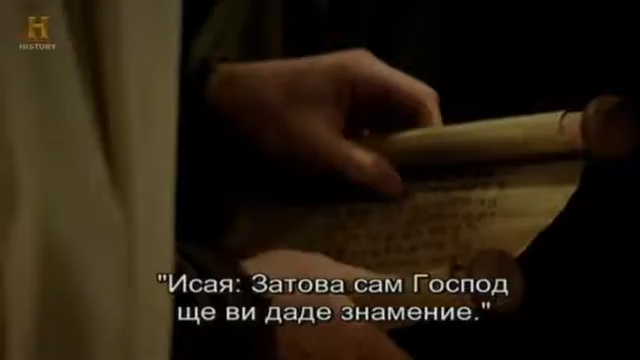 H
HISTORY
"Исая: Затова сам Господ
ще ви даде знамение."